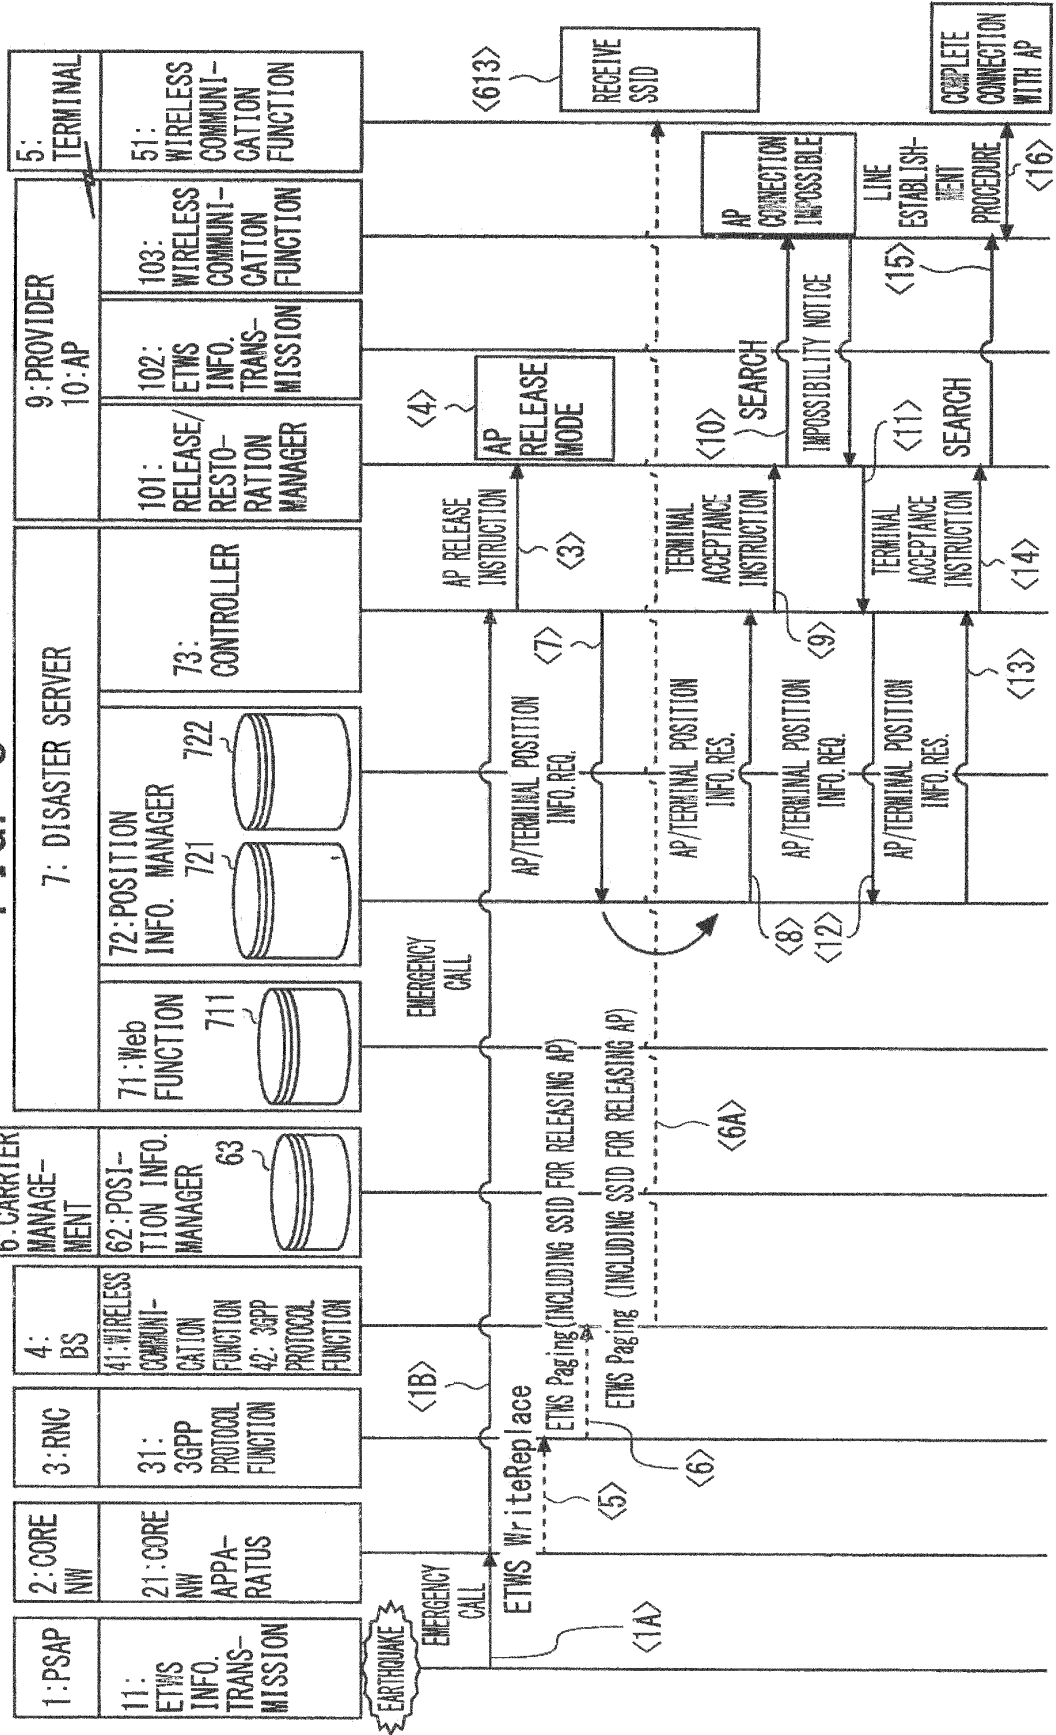 1:PSAP
11:
ETWS
INFO.
TRANS-
MISSION
2:CORE
NW
21:CORE
NW
APPA-
RATUS
3:RNC
31:
3GPP
PROTOCOL
FUNCTION
4:
BS
41:WIRELESS
COMMUNI-
CATION
FUNCTION
42: 3GPP
PROTOCOL
FUNCTION
6:CARRIER
MANAGE-
MENT
62:POSI-
TION INFO.
MANAGER
63
7: DISASTER SERVER
71:Web
FUNCTION
711
72:POSITION
INFO. MANAGER
721
722
73:
CONTROLLER
9:PROVIDER
10:AP
101:
RELEASE/
RESTO-
RATION
MANAGER
102:
ETWS
INFO.
TRANS-
MISSION
103:
WIRELESS
COMMUNI-
CATION
FUNCTION
5:
TERMINAL
51:
WIRELESS
COMMUNI-
CATION
FUNCTION
EARTHQUAKE
EMERGENCY
CALL
<1A>
<1B>
EMERGENCY
CALL
AP RELEASE
INSTRUCTION
<3>
<4>
AP
RELEASE
MODE
ETWS WriteReplace
<5>
ETWS Paging (INCLUDING SSID FOR RELEASING AP)
<6>
ETWS Paging (INCLUDING SSID FOR RELEASING AP)
<6A>
<613>
RECEIVE
SSID
AP/TERMINAL POSITION
INFO.REQ.
<7>
AP/TERMINAL POSITION
INFO.RES.
<8>
TERMINAL
ACCEPTANCE
INSTRUCTION
<9>
<10>
SEARCH
AP
CONNECTION
IMPOSSIBLE
IMPOSSIBILITY NOTICE
<11>
AP/TERMINAL POSITION
INFO.REQ.
<12>
AP/TERMINAL POSITION
INFO.RES.
<13>
TERMINAL
ACCEPTANCE
INSTRUCTION
<14>
SEARCH
<15>
LINE
ESTABLISH-
MENT
PROCEDURE
<16>
COMPLETE
CONNECTION
WITH AP